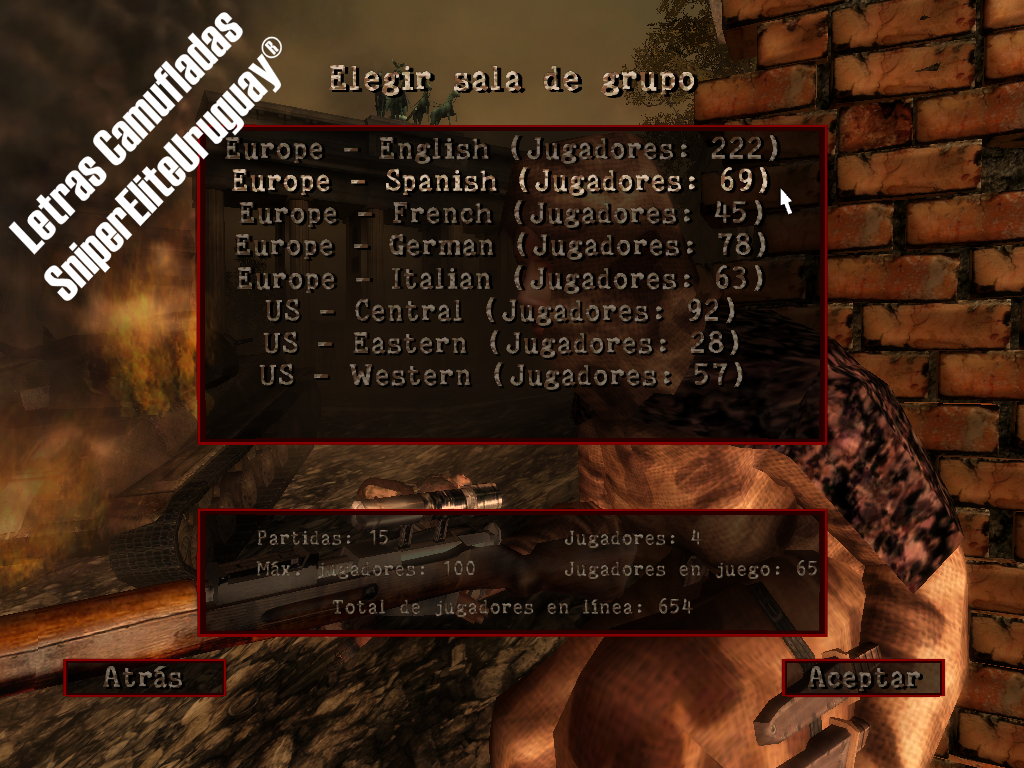 Letras Camufladas
SniperEliteUruguay®
Elegir sala de grupo
Europe - English (Jugadores: 222)
Europe - Spanish (Jugadores: 69)
Europe - French (Jugadores: 45)
Europe - German (Jugadores: 78)
Europe - Italian (Jugadores: 63)
US - Central (Jugadores: 92)
US - Eastern (Jugadores: 28)
US - Western (Jugadores: 57)
Partidas: 15 Jugadores: 4
Máx. jugadores: 100 Jugadores en juego: 65
Total de jugadores en línea: 654
Atrás Aceptar